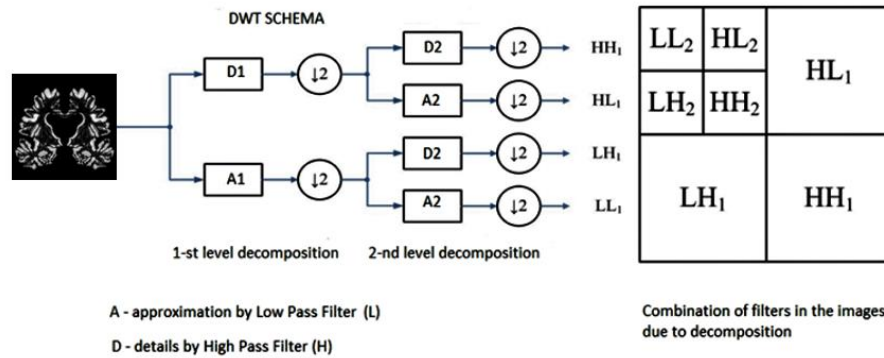 DWT SCHEMA
D1
↓2
D2
↓2
HH₁
A2
↓2
HL₁
A1
↓2
D2
↓2
LH₁
A2
↓2
LL₁
1-st level decomposition
2-nd level decomposition
A - approximation by Low Pass Filter (L)
D - details by High Pass Filter (H)
LL₂ HL₂
HL₁
LH₂ HH₂
LH₁ HH₁
Combination of filters in the images
due to decomposition